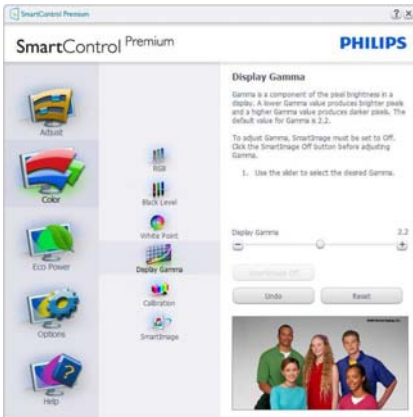 SmartControl Premium
SmartControl Premium
PHILIPS
Adjust
Color
Eco Power
Options
Help
RGB
Black Level
White Point
Display Gamma
Calibration
SmartImage
Display Gamma
Gamma is a component of the pixel brightness in a
display. A lower Gamma value produces brighter pixels
and a higher Gamma value produces darker pixels. The
default value for Gamma is 2.2.
To adjust Gamma, SmartImage must be set to Off.
Click the SmartImage Off button before adjusting
Gamma.
1. Use the slider to select the desired Gamma.
Display Gamma 2.2
SmartImage Off
Undo Reset